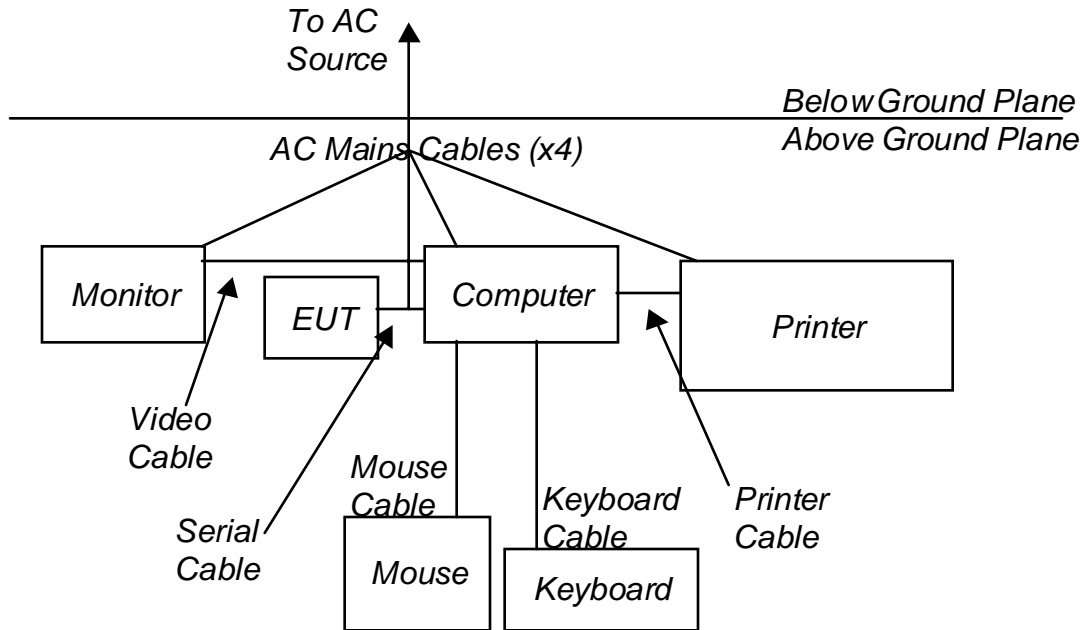 To AC
Source
Below Ground Plane
Above Ground Plane
AC Mains Cables (x4)
Monitor
EUT
Computer
Printer
Video
Cable
Mouse
Cable
Keyboard
Cable
Printer
Cable
Serial
Cable
Mouse
Keyboard